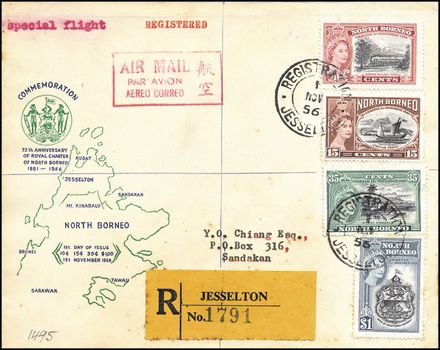 special flight
REGISTERED
AIR MAIL 航
PAR AVION 空
AEREO CORREO
COMMEMORATION
75th ANNIVERSARY
OF ROYAL CHARTER
OF NORTH BORNEO
1881 - 1956
KUDAT
JESSELTON
SANDAKAN
Mt. KINABALU
NORTH BORNEO
1st DAY OF ISSUE
10¢ 15¢ 35¢ $1.00
1st NOVEMBER 1956
BRUNEI
TAWAU
SARAWAK
1495
Y.O. Chiang Esq.,
P.O.Box 316,
Sandakan
R
JESSELTON
No. 1791
NORTH BORNEO
10
CENTS
NORTH BORNEO
15
CENTS
15
35
35
CENTS
NORTH BORNEO
NORTH
BORNEO
$1
1
NOV
56
JESSELTON